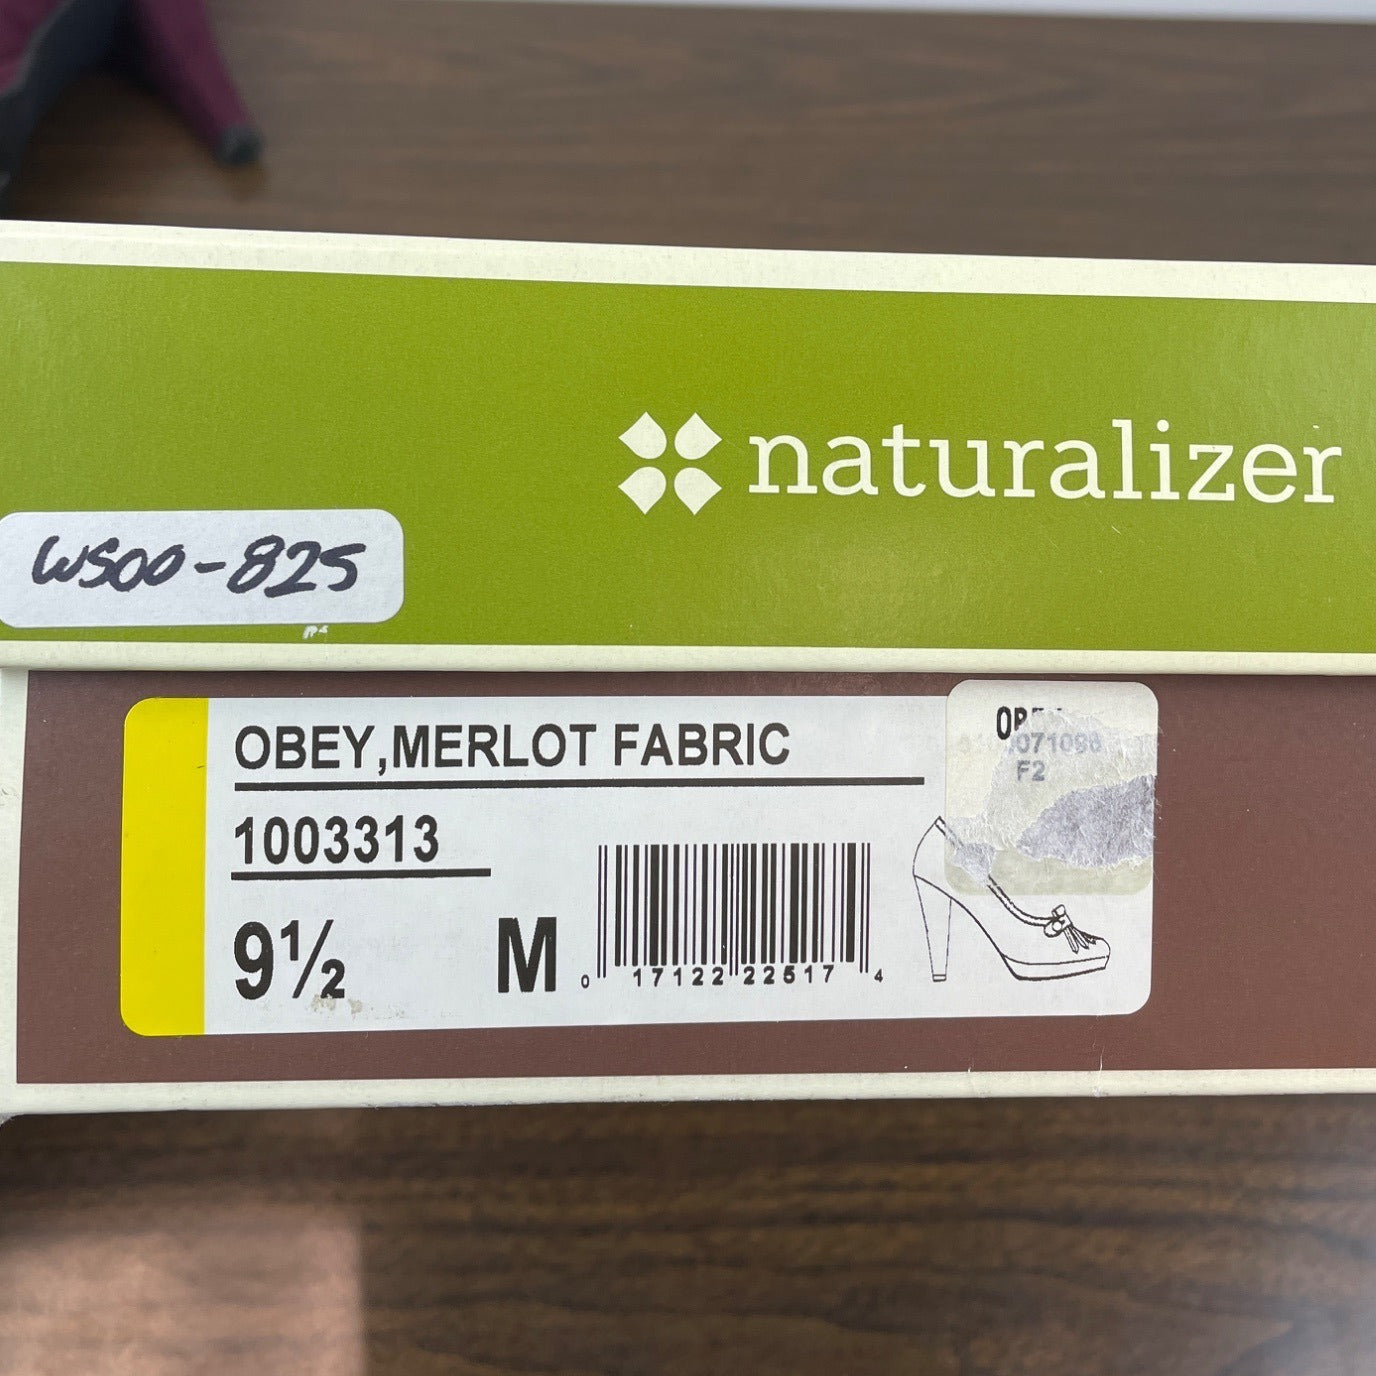 naturalizer
WS00-825
OBEY,MERLOT FABRIC
1003313
9½ M
0 17122 22517 4
F2